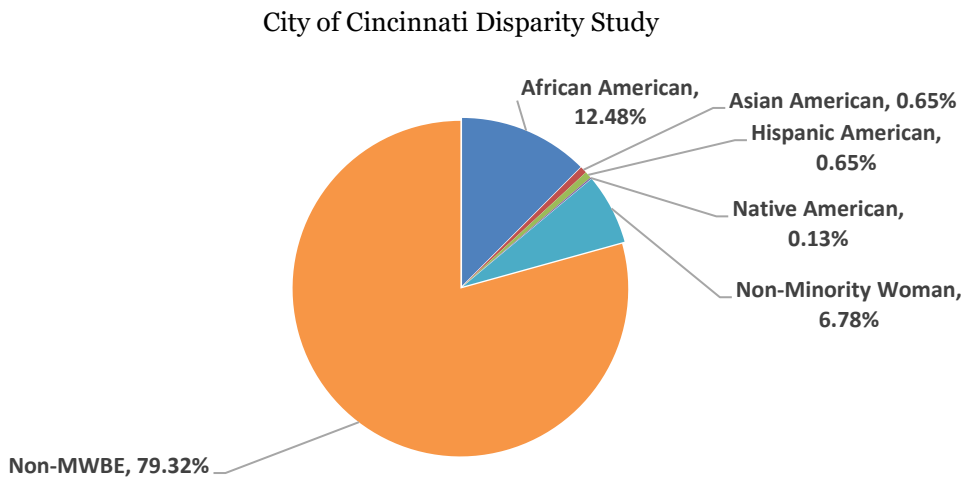 City of Cincinnati Disparity Study
African American,
12.48%
Asian American, 0.65%
Hispanic American,
0.65%
Native American,
0.13%
Non-Minority Woman,
6.78%
Non-MWBE, 79.32%